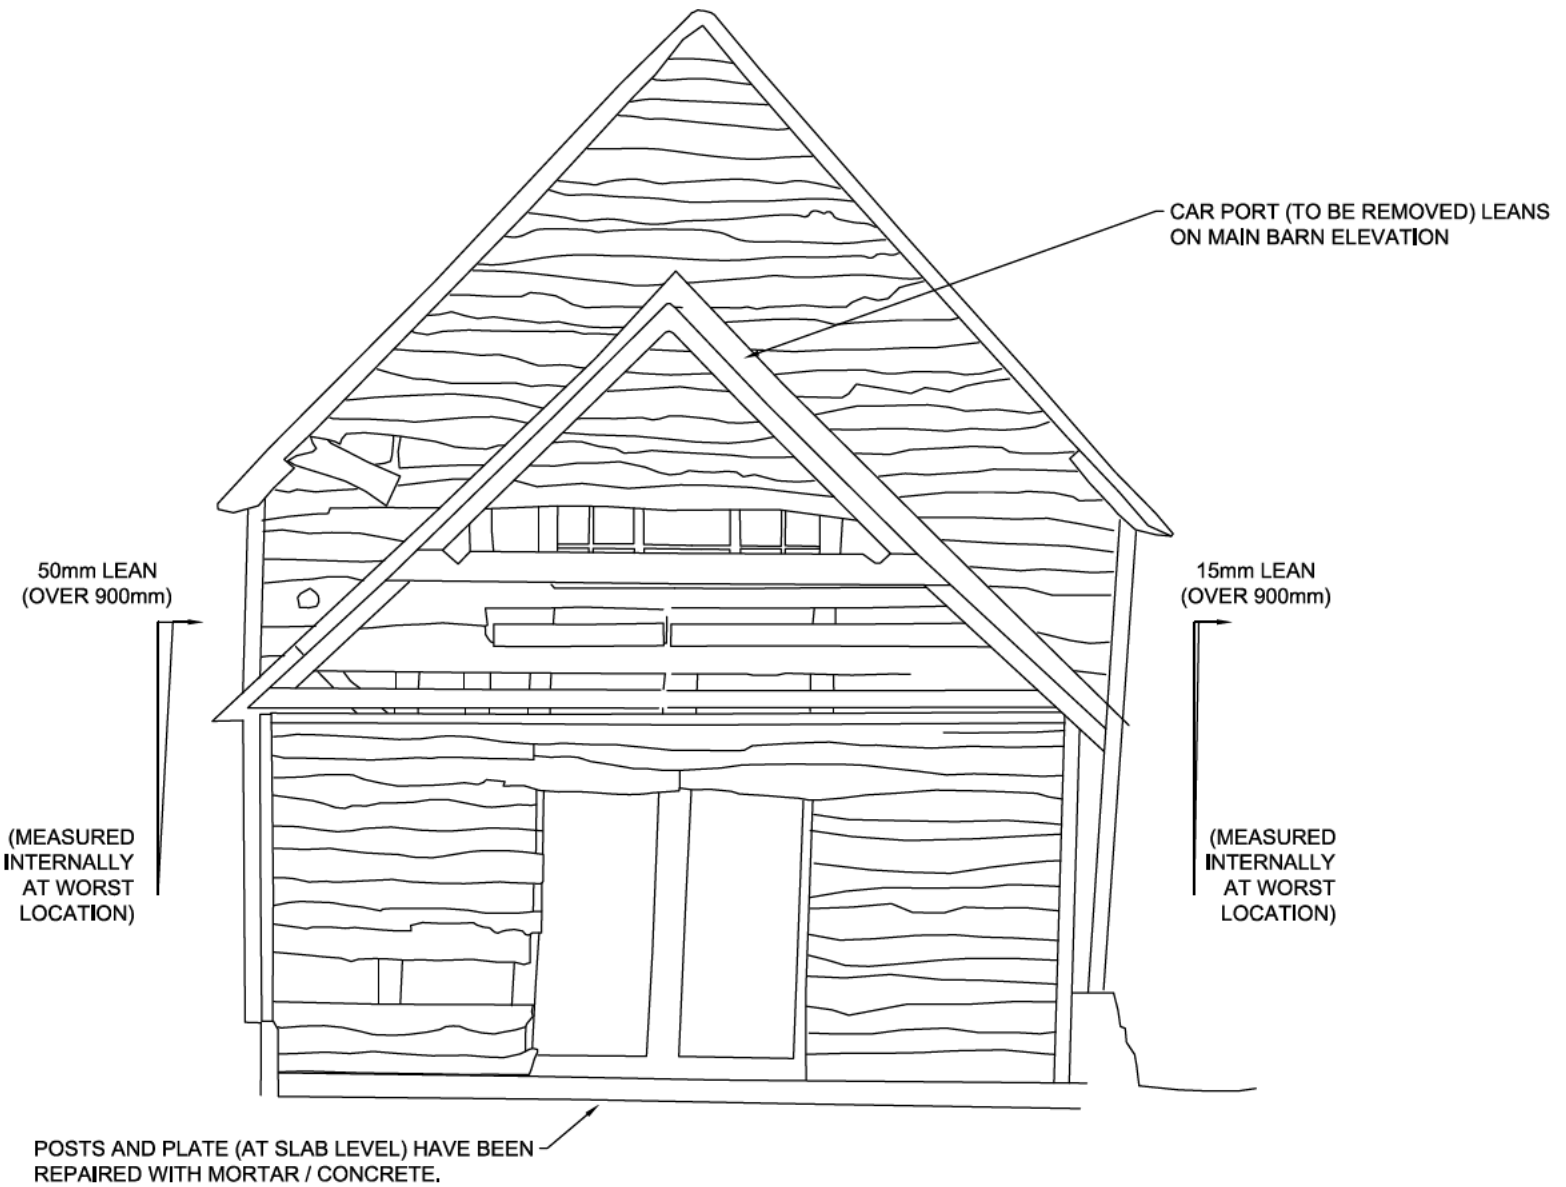 CAR PORT (TO BE REMOVED) LEANS
ON MAIN BARN ELEVATION
50mm LEAN
(OVER 900mm)
15mm LEAN
(OVER 900mm)
(MEASURED
INTERNALLY
AT WORST
LOCATION)
(MEASURED
INTERNALLY
AT WORST
LOCATION)
POSTS AND PLATE (AT SLAB LEVEL) HAVE BEEN
REPAIRED WITH MORTAR / CONCRETE.